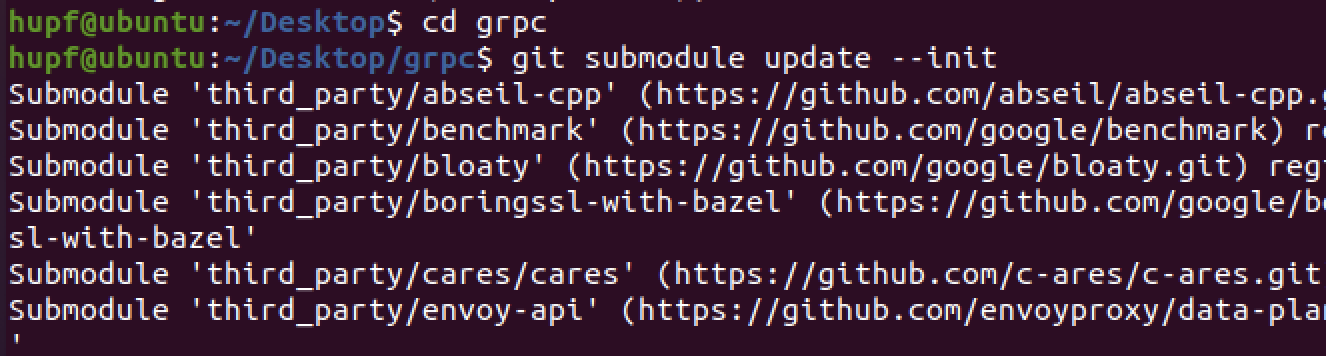 hupf@ubuntu:~/Desktop$ cd grpc
hupf@ubuntu:~/Desktop/grpc$ git submodule update --init
Submodule 'third_party/abseil-cpp' (https://github.com/abseil/abseil-cpp.g
Submodule 'third_party/benchmark' (https://github.com/google/benchmark) re
Submodule 'third_party/bloaty' (https://github.com/google/bloaty.git) regi
Submodule 'third_party/boringssl-with-bazel' (https://github.com/google/bo
sl-with-bazel'
Submodule 'third_party/cares/cares' (https://github.com/c-ares/c-ares.git
Submodule 'third_party/envoy-api' (https://github.com/envoyproxy/data-plan
'